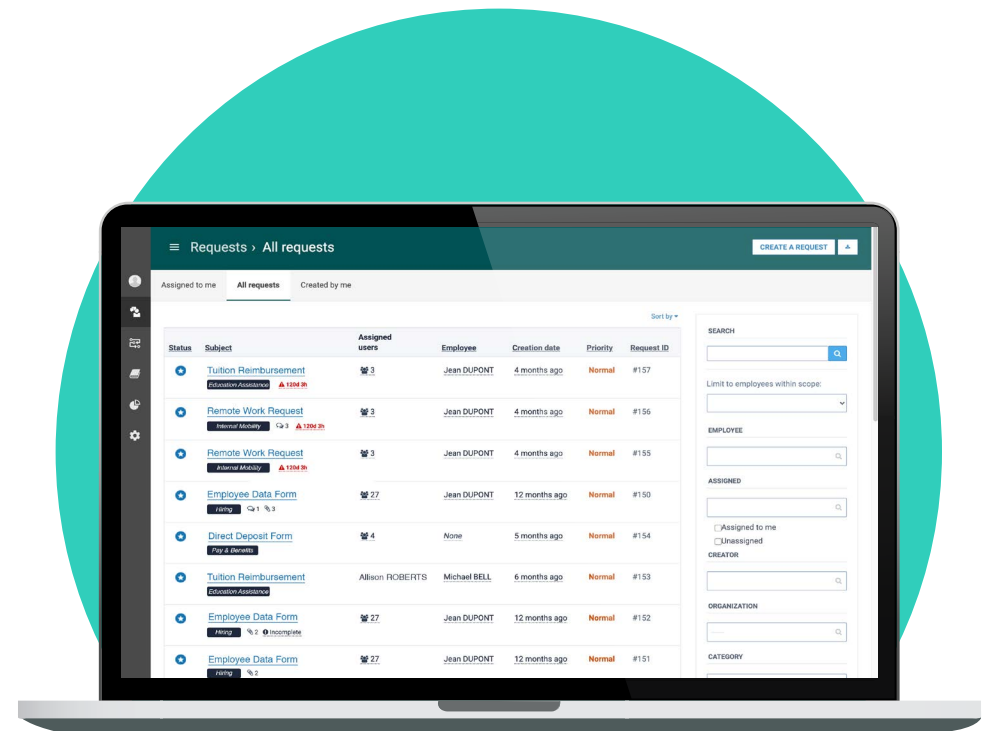 Requests › All requests
CREATE A REQUEST
Assigned to me All requests Created by me
Sort by
Status Subject Assigned users Employee Creation date Priority Request ID
Tuition Reimbursement 3 Jean DUPONT 4 months ago Normal #157
Education Assistance 120d 3h
Remote Work Request 3 Jean DUPONT 4 months ago Normal #156
Internal Mobility 3 120d 3h
Remote Work Request 3 Jean DUPONT 4 months ago Normal #155
Internal Mobility 120d 3h
Employee Data Form 27 Jean DUPONT 12 months ago Normal #150
Hiring 1 3
Direct Deposit Form 4 None 5 months ago Normal #154
Pay & Benefits
Tuition Reimbursement Allison ROBERTS Michael BELL 6 months ago Normal #153
Education Assistance
Employee Data Form 27 Jean DUPONT 12 months ago Normal #152
Hiring 2 Incomplete
Employee Data Form 27 Jean DUPONT 12 months ago Normal #151
Hiring 2
SEARCH
Limit to employees within scope:
EMPLOYEE
ASSIGNED
Assigned to me
Unassigned
CREATOR
ORGANIZATION
CATEGORY